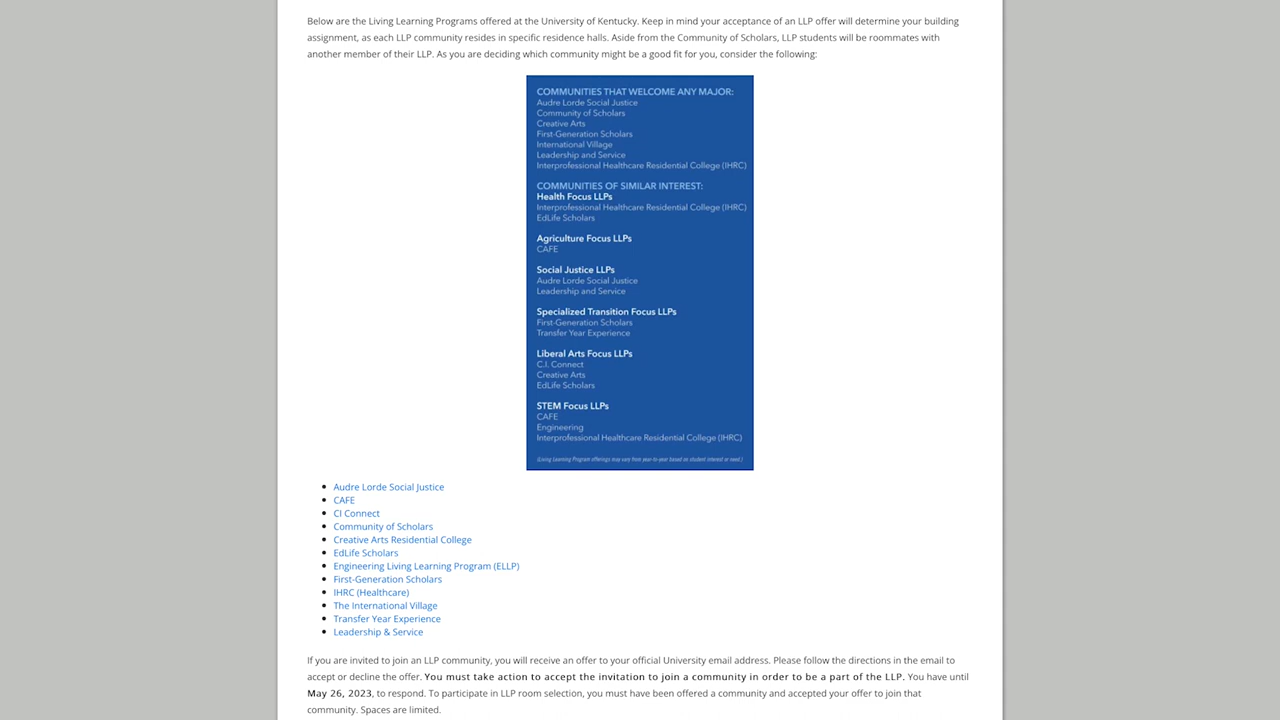 Below are the Living Learning Programs offered at the University of Kentucky. Keep in mind your acceptance of an LLP offer will determine your building
assignment, as each LLP community resides in specific residence halls. Aside from the Community of Scholars, LLP students will be roommates with
another member of their LLP. As you are deciding which community might be a good fit for you, consider the following:
COMMUNITIES THAT WELCOME ANY MAJOR:
Audre Lorde Social Justice
Community of Scholars
Creative Arts
First-Generation Scholars
International Village
Leadership and Service
Interprofessional Healthcare Residential College (IHRC)
COMMUNITIES OF SIMILAR INTEREST:
Health Focus LLPs
Interprofessional Healthcare Residential College (IHRC)
EdLife Scholars
Agriculture Focus LLPs
CAFE
Social Justice LLPs
Audre Lorde Social Justice
Leadership and Service
Specialized Transition Focus LLPs
First-Generation Scholars
Transfer Year Experience
Liberal Arts Focus LLPs
C.I. Connect
Creative Arts
EdLife Scholars
STEM Focus LLPs
CAFE
Engineering
Interprofessional Healthcare Residential College (IHRC)
(Living Learning Program offerings may vary from year-to-year based on student interest or need.)
• Audre Lorde Social Justice
• CAFE
• CI Connect
• Community of Scholars
• Creative Arts Residential College
• EdLife Scholars
• Engineering Living Learning Program (ELLP)
• First-Generation Scholars
• IHRC (Healthcare)
• The International Village
• Transfer Year Experience
• Leadership & Service
If you are invited to join an LLP community, you will receive an offer to your official University email address. Please follow the directions in the email to
accept or decline the offer. You must take action to accept the invitation to join a community in order to be a part of the LLP. You have until
May 26, 2023, to respond. To participate in LLP room selection, you must have been offered a community and accepted your offer to join that
community. Spaces are limited.